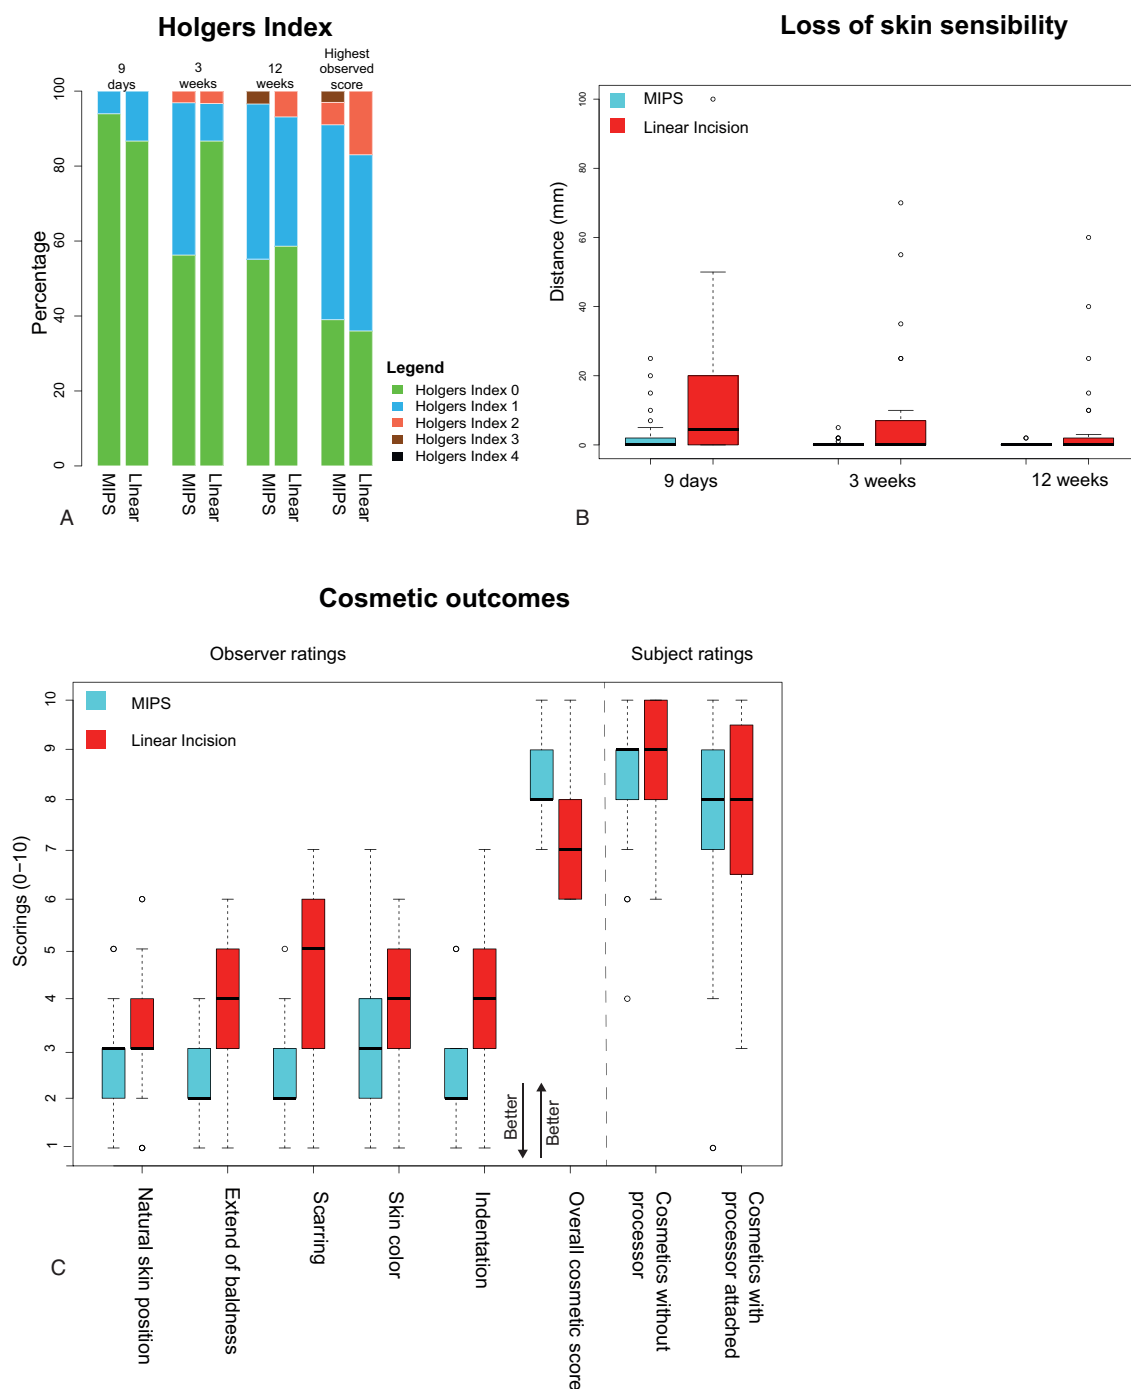 Holgers Index
9
days
3
weeks
12
weeks
Highest
observed
score
Percentage
0
20
40
60
80
100
MIPS
LInear
MIPS
LInear
MIPS
LInear
MIPS
LInear
Legend
Holgers Index 0
Holgers Index 1
Holgers Index 2
Holgers Index 3
Holgers Index 4
A
Loss of skin sensibility
MIPS
Linear Incision
Distance (mm)
0
20
40
60
80
100
9 days
3 weeks
12 weeks
B
Cosmetic outcomes
Observer ratings
Subject ratings
MIPS
Linear Incision
Scorings (0−10)
1
2
3
4
5
6
7
8
9
10
Better
Better
Natural skin position
Extend of baldness
Scarring
Skin color
Indentation
Overall cosmetic score
Cosmetics without
processor
Cosmetics with
processor attached
C